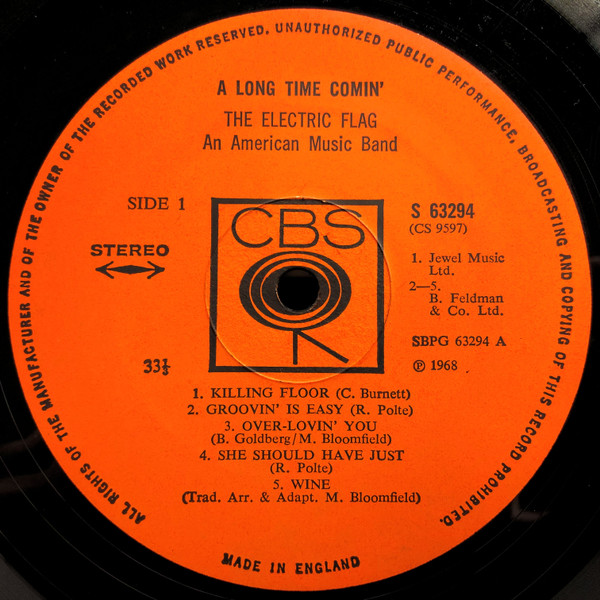 ALL RIGHTS OF THE MANUFACTURER AND OF THE OWNER OF THE RECORDED WORK RESERVED, UNAUTHORIZED PUBLIC PERFORMANCE, BROADCASTING AND COPYING OF THIS RECORD PROHIBITED.
A LONG TIME COMIN'
THE ELECTRIC FLAG
An American Music Band
SIDE 1
STEREO
33⅓
CBS
S 63294
(CS 9597)
1. Jewel Music
Ltd.
2—5.
B. Feldman
& Co. Ltd.
SBPG 63294 A
℗ 1968
1. KILLING FLOOR (C. Burnett)
2. GROOVIN' IS EASY (R. Polte)
3. OVER-LOVIN' YOU
(B. Goldberg/M. Bloomfield)
4. SHE SHOULD HAVE JUST
(R. Polte)
5. WINE
(Trad. Arr. & Adapt. M. Bloomfield)
MADE IN ENGLAND